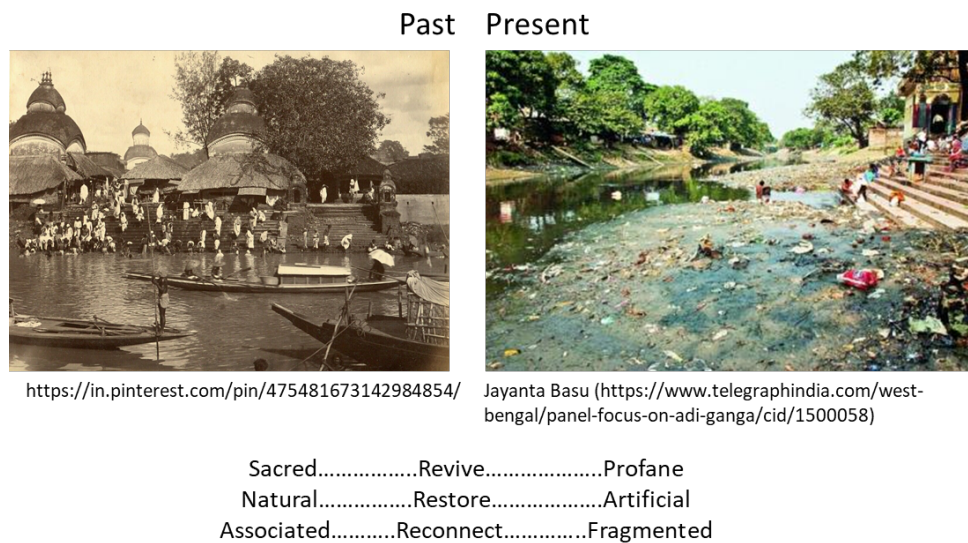 Past Present
https://in.pinterest.com/pin/475481673142984854/
Jayanta Basu (https://www.telegraphindia.com/west-
bengal/panel-focus-on-adi-ganga/cid/1500058)
Sacred……………..Revive………………..Profane
Natural…………….Restore………………..Artificial
Associated………..Reconnect…………..Fragmented